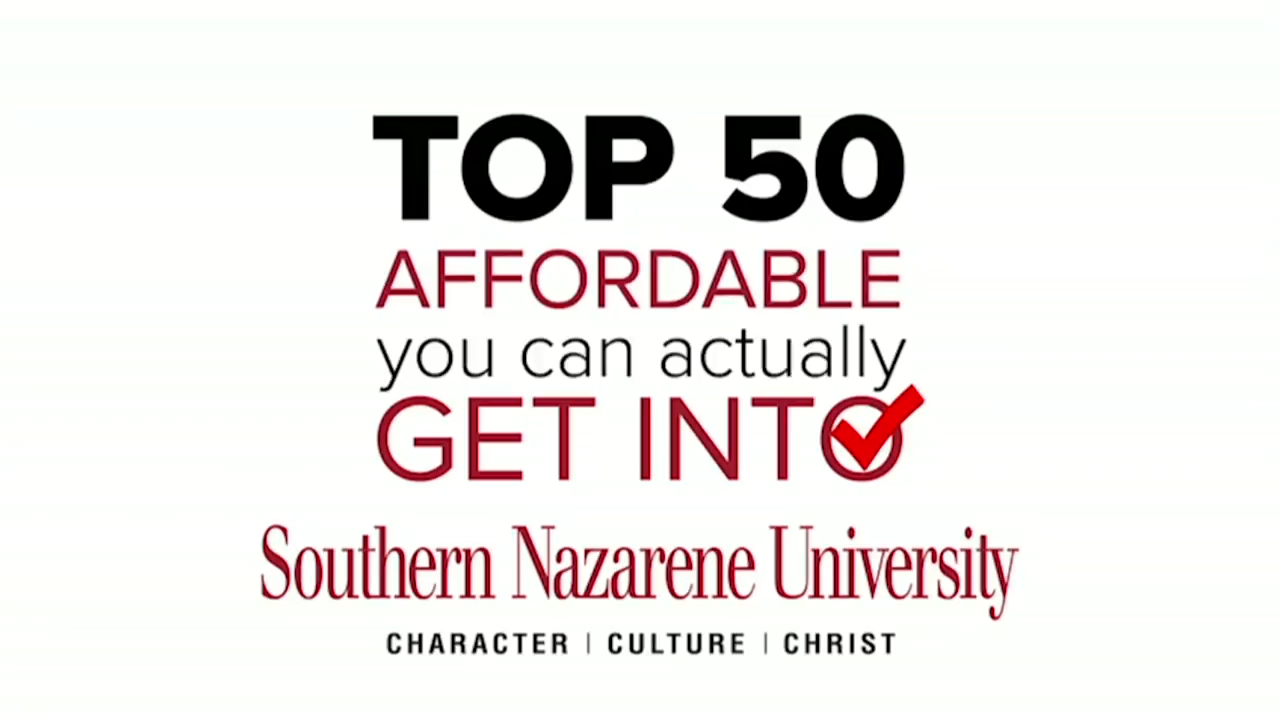 TOP 50
AFFORDABLE
you can actually
GET INTO
Southern Nazarene University
CHARACTER | CULTURE | CHRIST